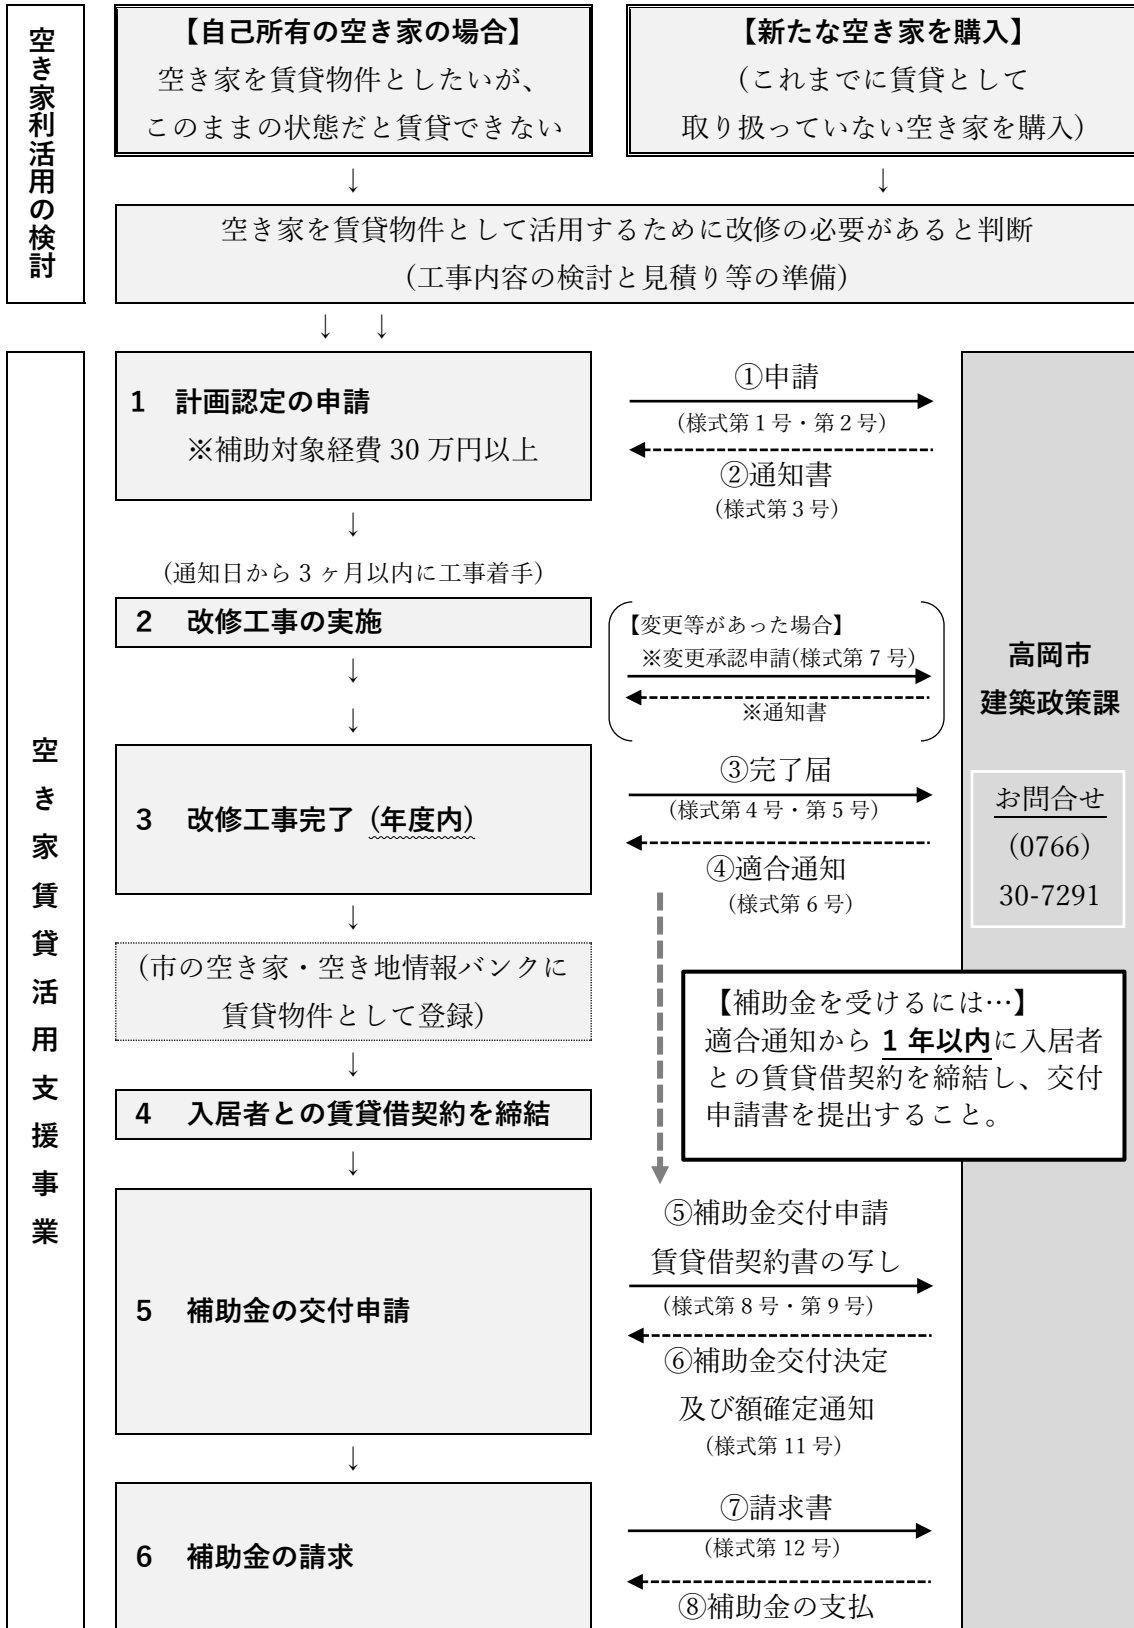 空き家利活用の検討
【自己所有の空き家の場合】
空き家を賃貸物件としたいが、
このままの状態だと賃貸できない
【新たな空き家を購入】
（これまでに賃貸として
取り扱っていない空き家を購入）
↓
↓
空き家を賃貸物件として活用するために改修の必要があると判断
（工事内容の検討と見積り等の準備）
↓ ↓
空き家賃貸活用支援事業
1 計画認定の申請
※補助対象経費 30 万円以上
①申請
（様式第 1 号・第 2 号）
②通知書
（様式第 3 号）
↓
（通知日から 3 ヶ月以内に工事着手）
2 改修工事の実施
【変更等があった場合】
※変更承認申請(様式第 7 号)
※通知書
↓
↓
高岡市
建築政策課
お問合せ
（0766）
30-7291
3 改修工事完了（年度内）
③完了届
（様式第 4 号・第 5 号）
④適合通知
（様式第 6 号）
↓
（市の空き家・空き地情報バンクに
賃貸物件として登録）
【補助金を受けるには…】
適合通知から 1 年以内に入居者
との賃貸借契約を締結し、交付
申請書を提出すること。
↓
4 入居者との賃貸借契約を締結
↓
5 補助金の交付申請
⑤補助金交付申請
賃貸借契約書の写し
（様式第 8 号・第 9 号）
⑥補助金交付決定
及び額確定通知
（様式第 11 号）
↓
6 補助金の請求
⑦請求書
（様式第 12 号）
⑧補助金の支払